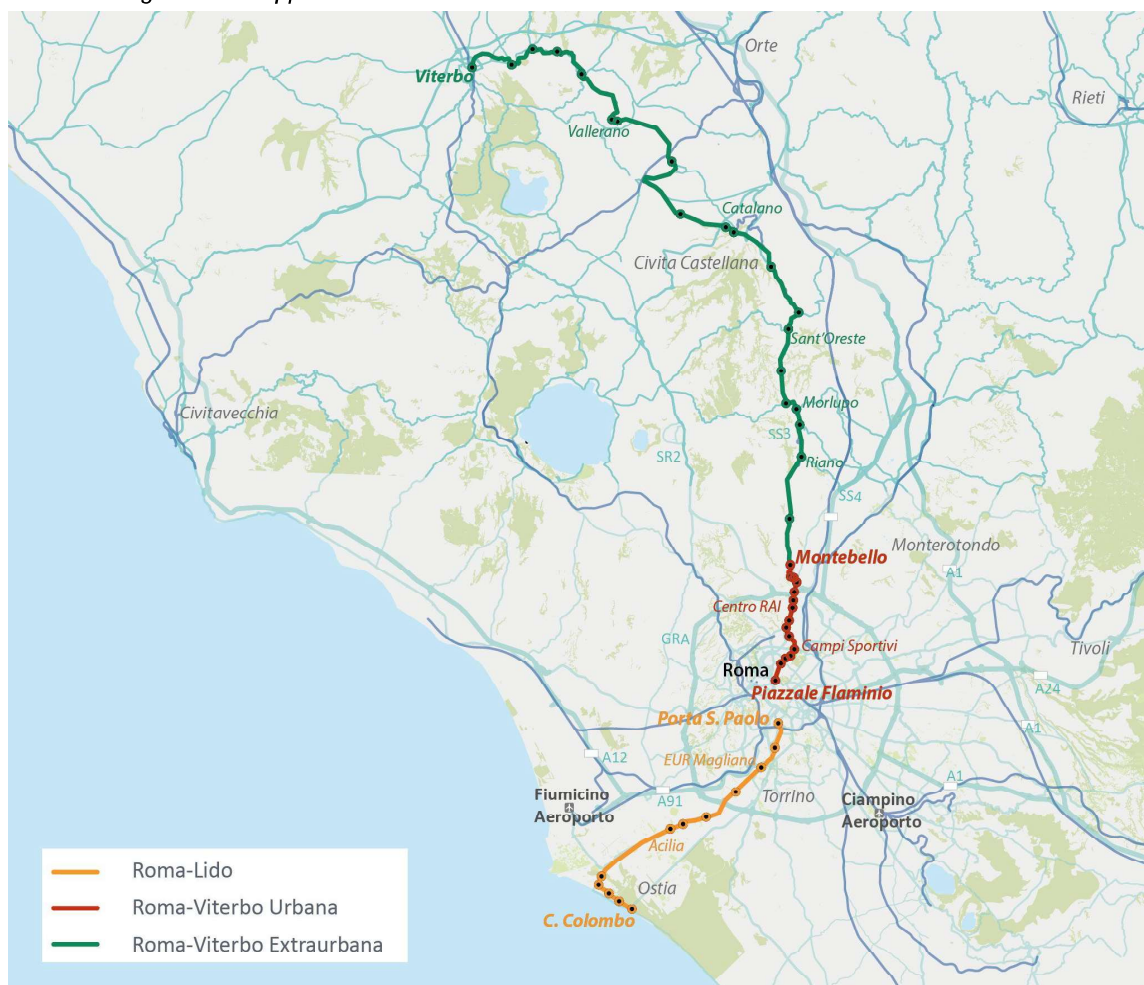 Orte
Viterbo
Rieti
Vallerano
Catalano
Civita Castellana
Sant'Oreste
Morlupo
Civitavecchia
SS3
SR2
Riano
SS4
Monterotondo
Montebello
A1
Centro RAI
GRA
Campi Sportivi
Tivoli
Roma
A24
Piazzale Flaminio
Porta S. Paolo
A1
A12
EUR Magliana
A1
Fiumicino
Aeroporto
A91
Torrino
Ciampino
Aeroporto
Acilia
Ostia
C. Colombo
Roma-Lido
Roma-Viterbo Urbana
Roma-Viterbo Extraurbana